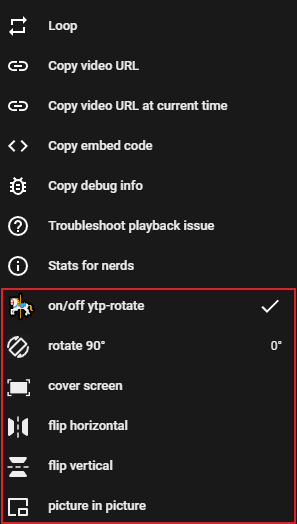 Loop
Copy video URL
Copy video URL at current time
Copy embed code
Copy debug info
Troubleshoot playback issue
Stats for nerds
on/off ytp-rotate
rotate 90° 0°
cover screen
flip horizontal
flip vertical
picture in picture